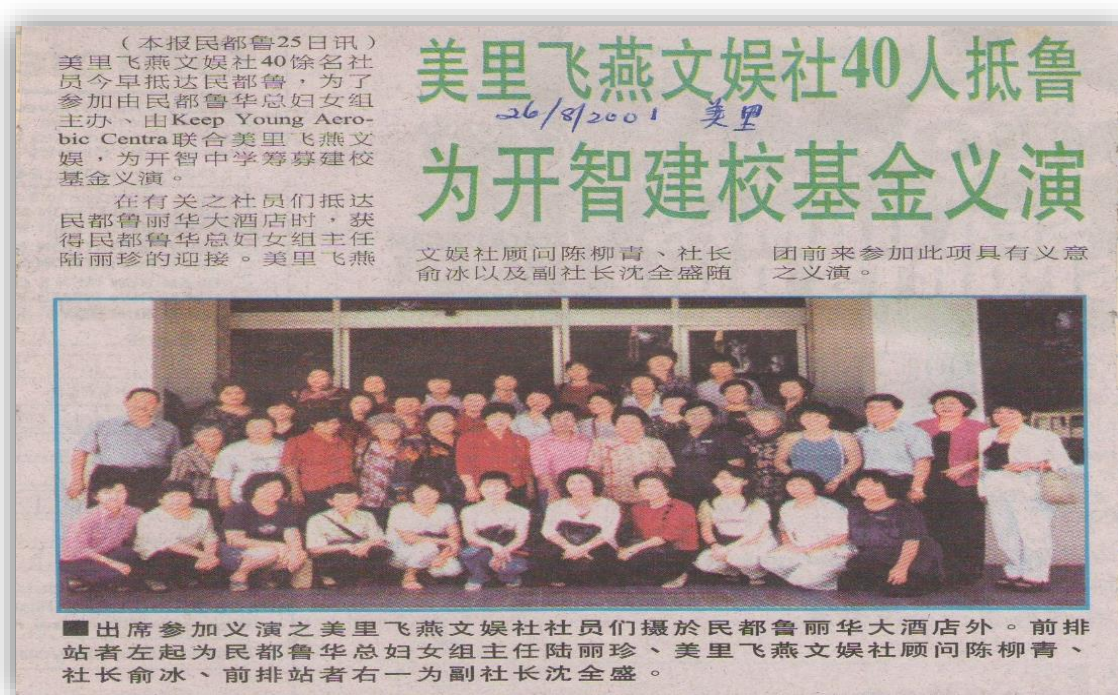 美里飞燕文娱社40人抵鲁
26/8/2001 美里
为开智建校基金义演
(本报民都鲁25日讯)
美里飞燕文娱社40馀名社
员今早抵达民都鲁，为了
参加由民都鲁华总妇女组
主办、由Keep Young Aero-
bic Centra联合美里飞燕文
娱，为开智中学筹募建校
基金义演。
在有关之社员们抵达
民都鲁丽华大酒店时，获
得民都鲁华总妇女组主任
陆丽珍的迎接。美里飞燕
文娱社顾问陈柳青、社长
俞冰以及副社长沈全盛随
团前来参加此项具有义意
之义演。
■出席参加义演之美里飞燕文娱社社员们摄於民都鲁丽华大酒店外。前排
站者左起为民都鲁华总妇女组主任陆丽珍、美里飞燕文娱社顾问陈柳青、
社长俞冰、前排站者右一为副社长沈全盛。